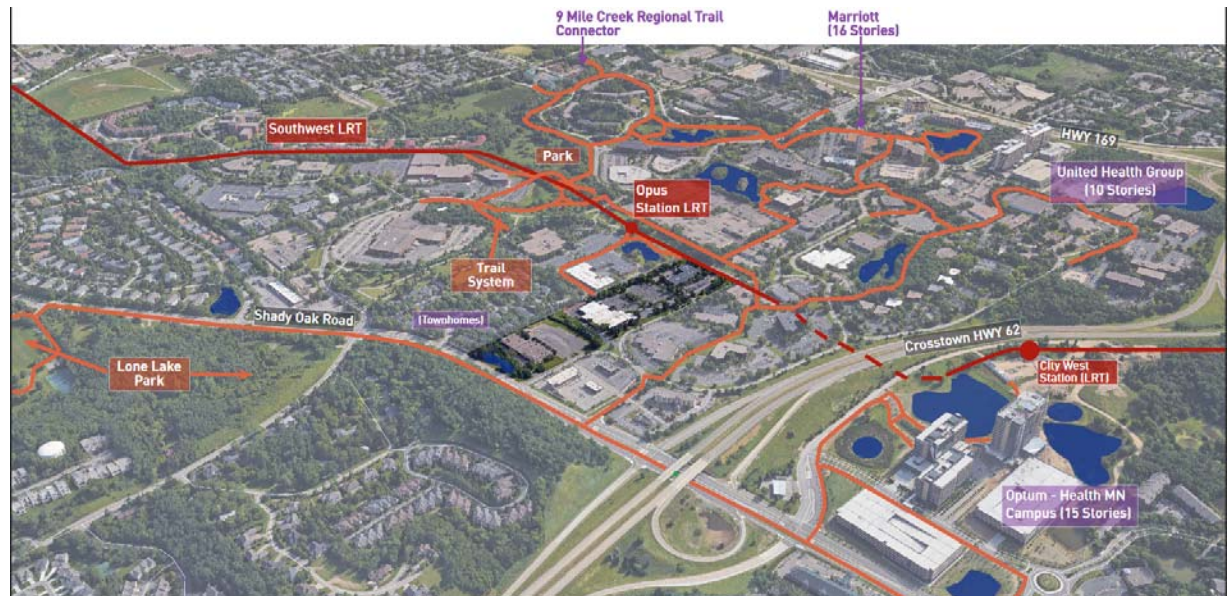 9 Mile Creek Regional Trail
Connector
Marriott
(16 Stories)
Southwest LRT
HWY 169
Park
United Health Group
(10 Stories)
Opus
Station LRT
Trail
System
Shady Oak Road
(Townhomes)
Crosstown HWY 62
Lone Lake
Park
City West
Station (LRT)
Optum - Health MN
Campus (15 Stories)